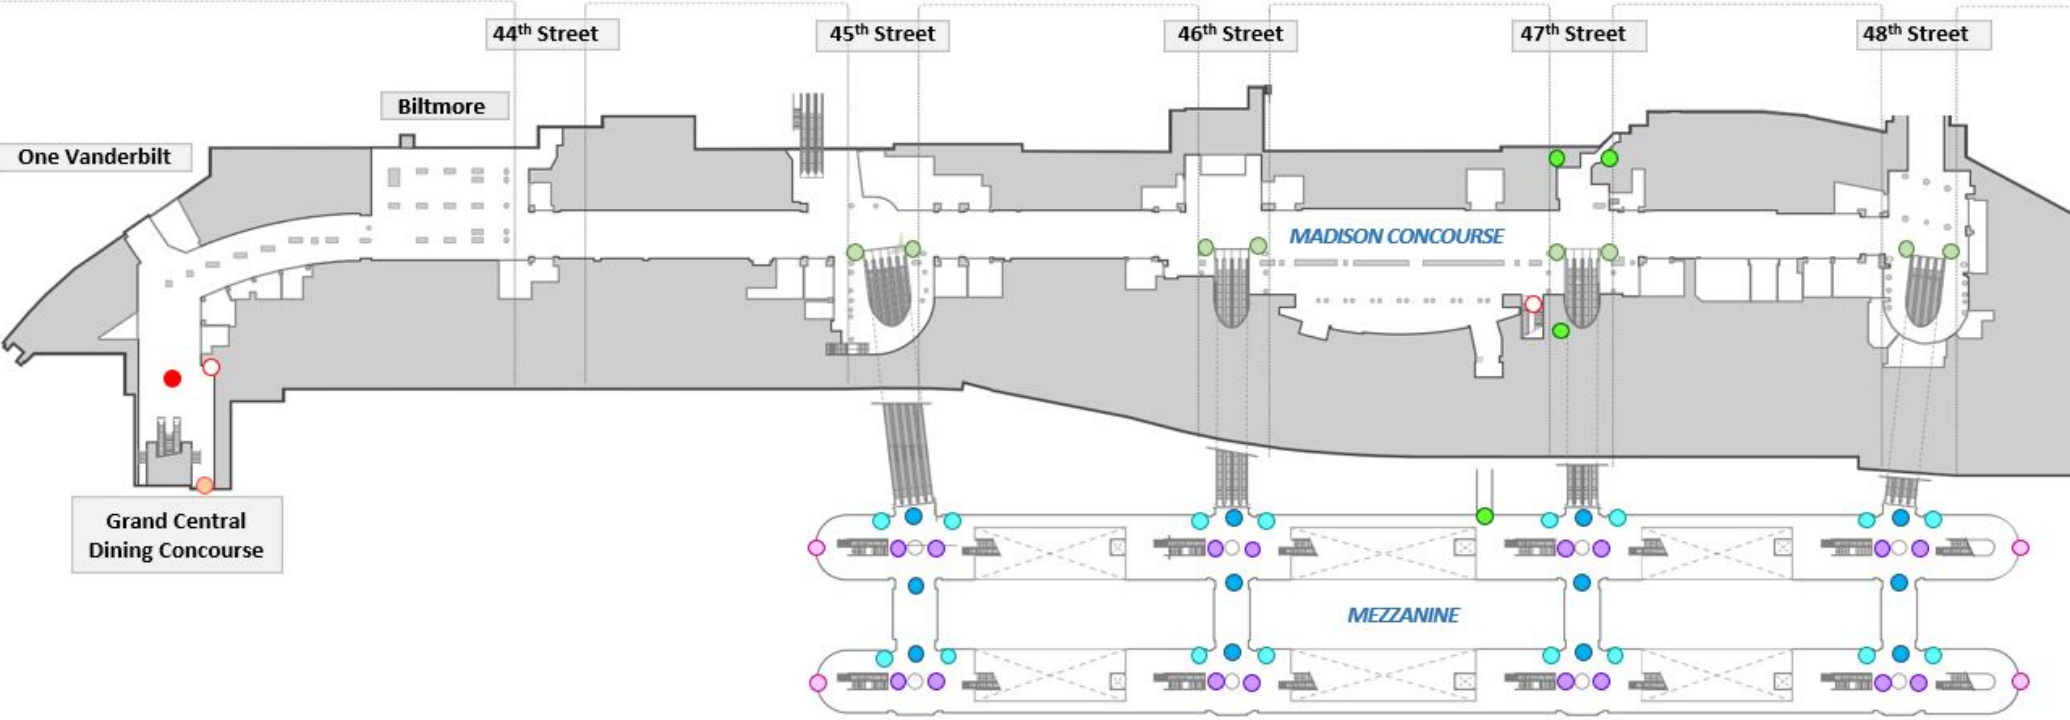 44th Street
45th Street
46th Street
47th Street
48th Street
Biltmore
One Vanderbilt
MADISON CONCOURSE
Grand Central
Dining Concourse
MEZZANINE